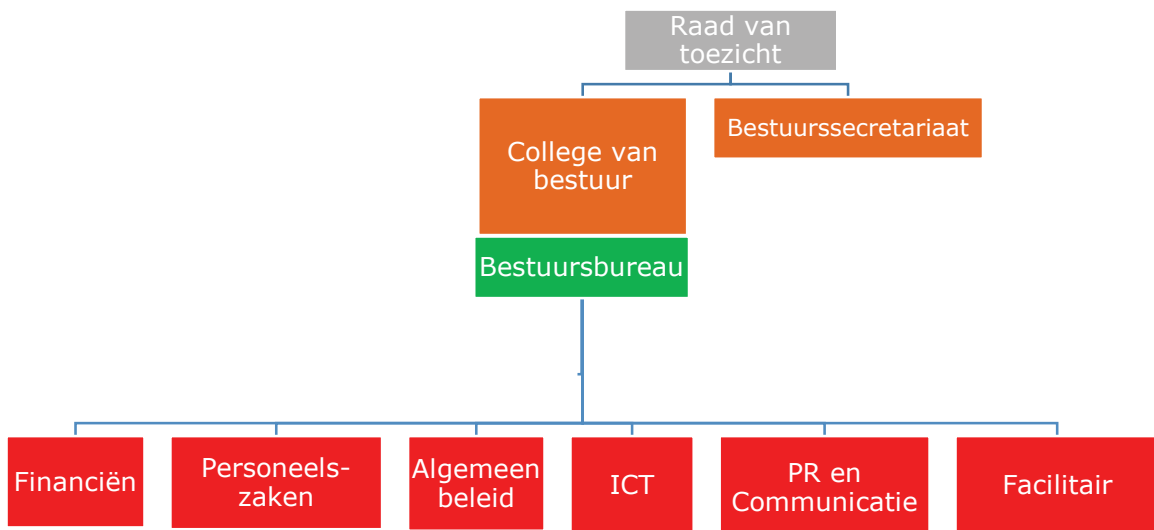 Raad van
toezicht
College van
bestuur
Bestuurssecretariaat
Bestuursbureau
Financiën
Personeels-
zaken
Algemeen
beleid
ICT
PR en
Communicatie
Facilitair